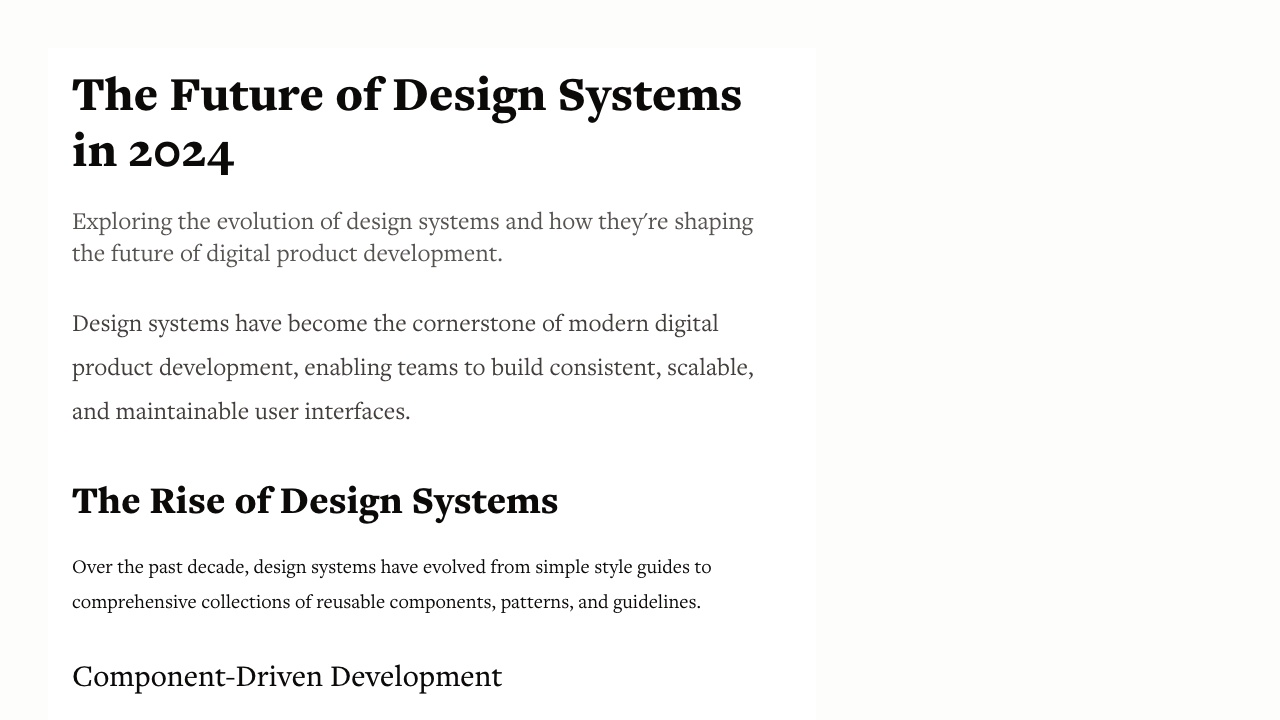 The Future of Design Systems
in 2024
Exploring the evolution of design systems and how they're shaping
the future of digital product development.
Design systems have become the cornerstone of modern digital
product development, enabling teams to build consistent, scalable,
and maintainable user interfaces.
The Rise of Design Systems
Over the past decade, design systems have evolved from simple style guides to
comprehensive collections of reusable components, patterns, and guidelines.
Component-Driven Development